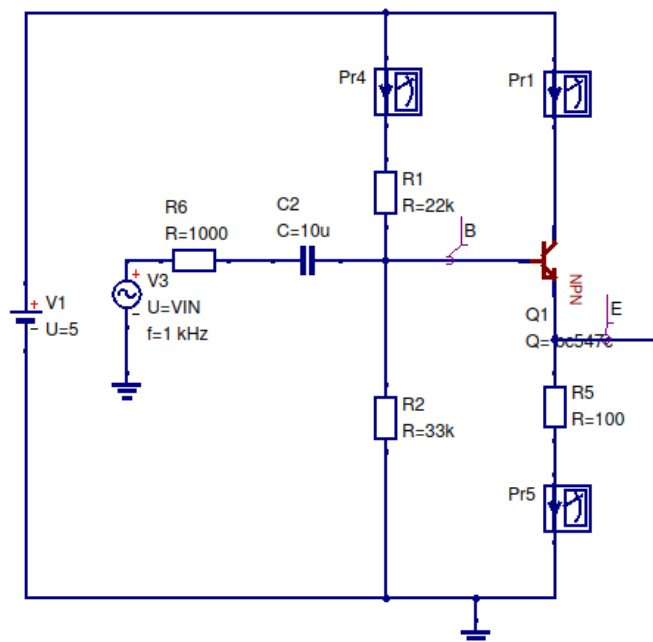 Pr4
Pr1
R1
R=22k
R6
R=1000
C2
C=10u
B
+
V3
U=VIN
f=1 kHz
−
NPN
+
V1
−
U=5
E
Q1
Q= bc547c
R2
R=33k
R5
R=100
Pr5